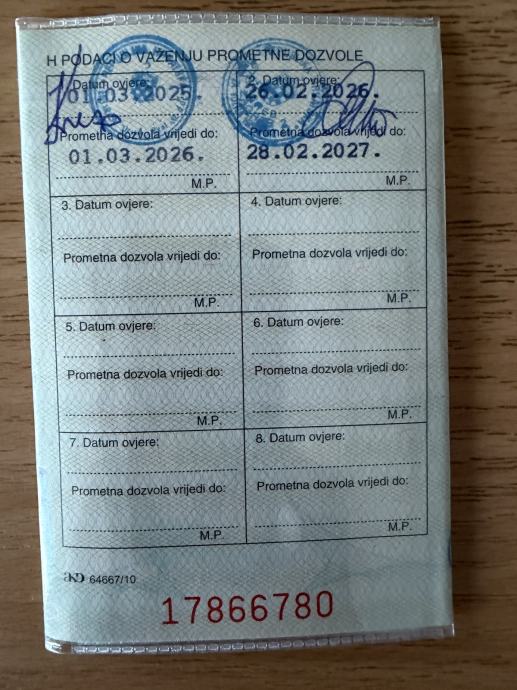 H PODACI O VAŽENJU PROMETNE DOZVOLE
1. Datum ovjere:
01.03.2025.
Prometna dozvola vrijedi do:
01.03.2026.
M.P.
2. Datum ovjere:
26.02.2026.
Prometna dozvola vrijedi do:
28.02.2027.
M.P.
3. Datum ovjere:
Prometna dozvola vrijedi do:
M.P.
4. Datum ovjere:
Prometna dozvola vrijedi do:
M.P.
5. Datum ovjere:
Prometna dozvola vrijedi do:
M.P.
6. Datum ovjere:
Prometna dozvola vrijedi do:
M.P.
7. Datum ovjere:
Prometna dozvola vrijedi do:
M.P.
8. Datum ovjere:
Prometna dozvola vrijedi do:
M.P.
AKD 64667/10
17866780